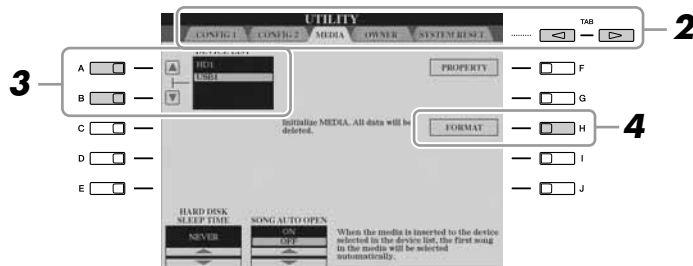 UTILITY
CONFIG 1 CONFIG 2 MEDIA OWNER SYSTEM RESET
TAB
2
3
DEVICE LIST
HD1
USB1
PROPERTY
A
B
C
D
E
F
G
H
I
J
Initialize MEDIA. All data will be
deleted.
FORMAT
4
HARD DISK
SLEEP TIME
NEVER
SONG AUTO OPEN
ON
OFF
When the media is inserted to the device
selected in the device list, the first song
in the media will be selected
automatically.